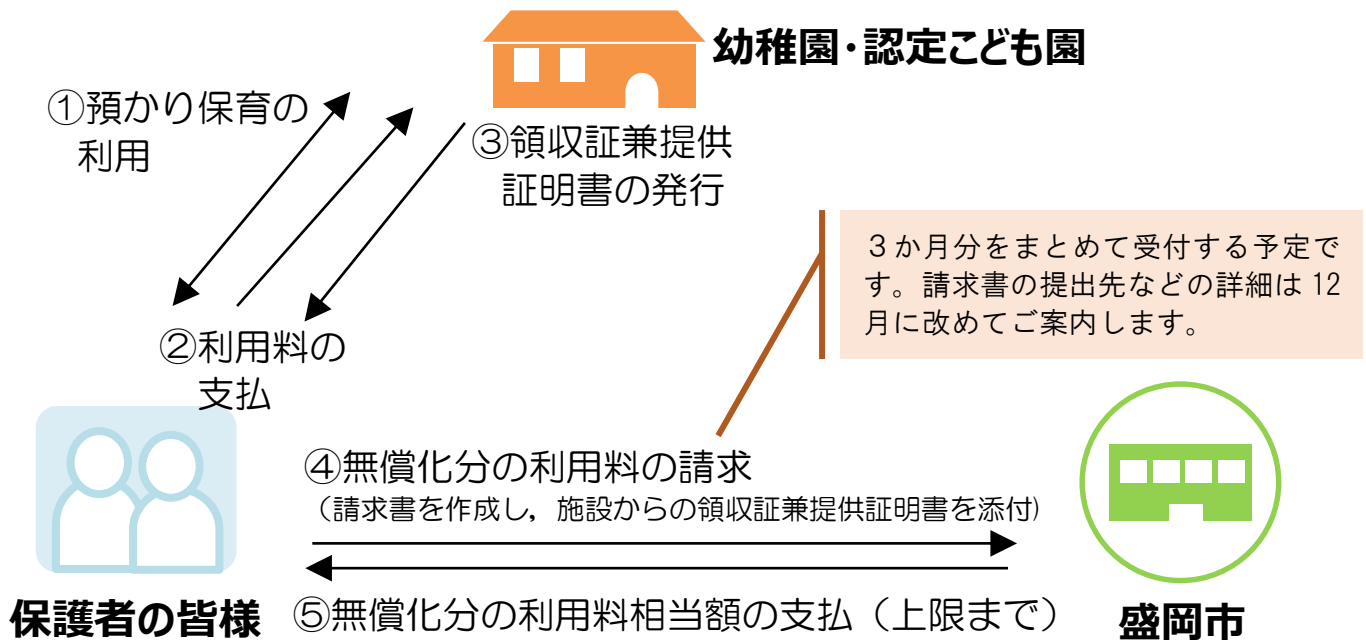 幼稚園・認定こども園
①預かり保育の
利用
③領収証兼提供
証明書の発行
３か月分をまとめて受付する予定で
す。請求書の提出先などの詳細は 12
月に改めてご案内します。
②利用料の
支払
④無償化分の利用料の請求
（請求書を作成し，施設からの領収証兼提供証明書を添付)
保護者の皆様
⑤無償化分の利用料相当額の支払（上限まで）
盛岡市